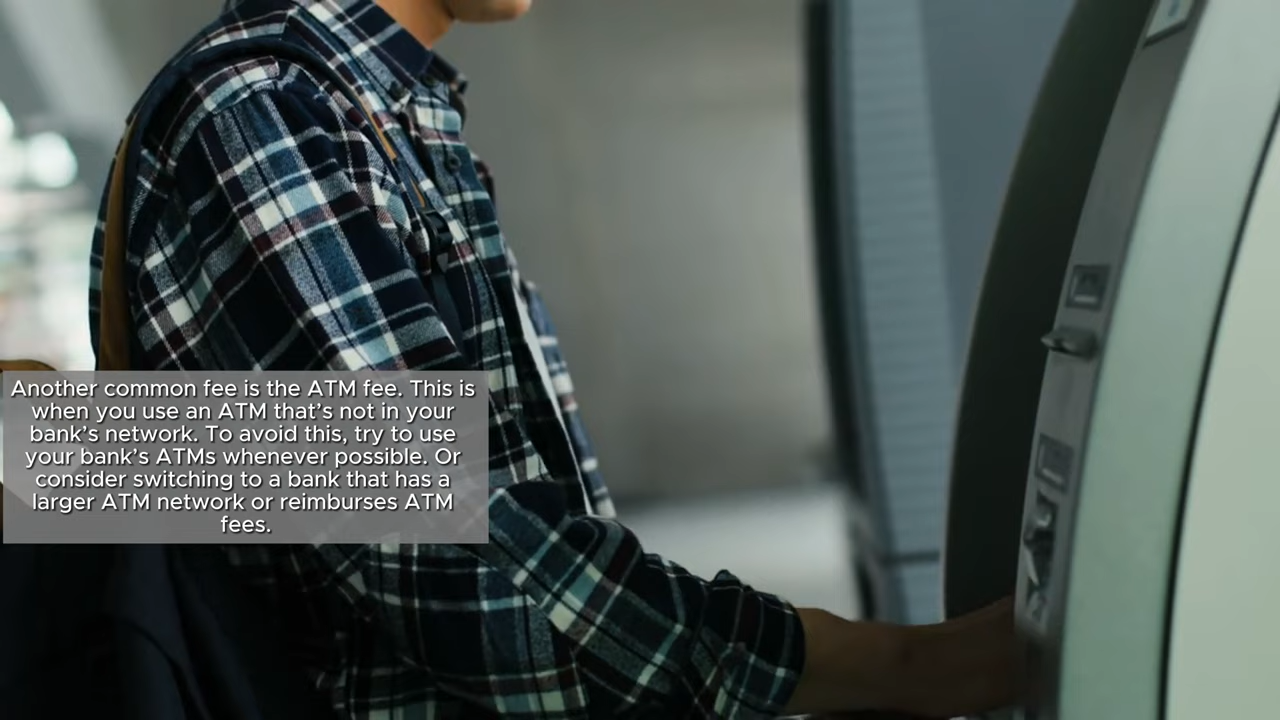 Another common fee is the ATM fee. This is
when you use an ATM that's not in your
bank's network. To avoid this, try to use
your bank's ATMs whenever possible. Or
consider switching to a bank that has a
larger ATM network or reimburses ATM
fees.